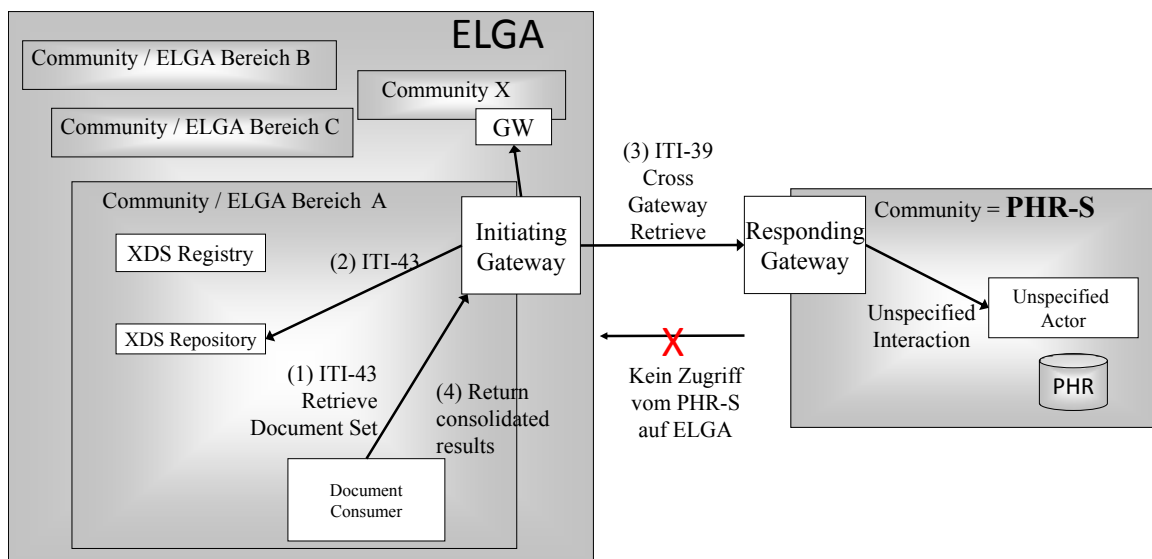 ELGA
Community / ELGA Bereich B
Community X
GW
Community / ELGA Bereich C
Community / ELGA Bereich A
XDS Registry
(2) ITI-43
XDS Repository
Initiating
Gateway
(1) ITI-43
Retrieve
Document Set
(4) Return
consolidated
results
Document
Consumer
(3) ITI-39
Cross
Gateway
Retrieve
X
Kein Zugriff
vom PHR-S
auf ELGA
Community = PHR-S
Responding
Gateway
Unspecified
Interaction
Unspecified
Actor
PHR